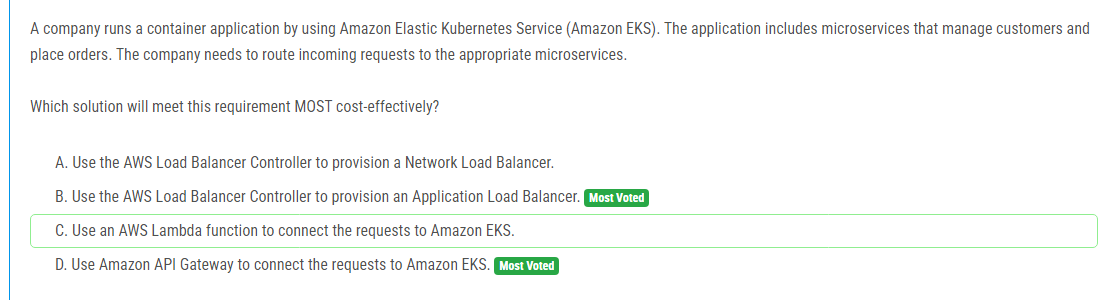 A company runs a container application by using Amazon Elastic Kubernetes Service (Amazon EKS). The application includes microservices that manage customers and
place orders. The company needs to route incoming requests to the appropriate microservices.
Which solution will meet this requirement MOST cost-effectively?
A. Use the AWS Load Balancer Controller to provision a Network Load Balancer.
B. Use the AWS Load Balancer Controller to provision an Application Load Balancer. Most Voted
C. Use an AWS Lambda function to connect the requests to Amazon EKS.
D. Use Amazon API Gateway to connect the requests to Amazon EKS. Most Voted